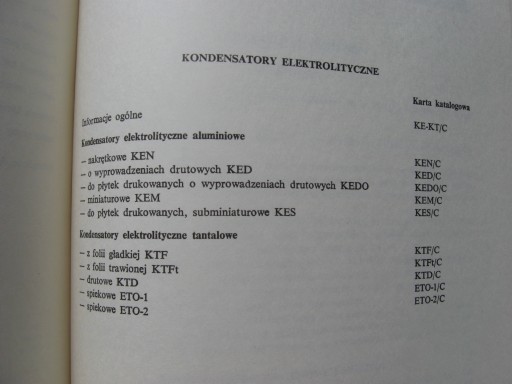 KONDENSATORY ELEKTROLITYCZNE
Karta katalogowa
Informacje ogólne KE-KT/C
Kondensatory elektrolityczne aluminiowe
– zakrętkowe KEN KEN/C
– o wyprowadzeniach drutowych KED KED/C
– do płytek drukowanych o wyprowadzeniach drutowych KEDO KEDO/C
– miniaturowe KEM KEM/C
– do płytek drukowanych, subminiaturowe KES KES/C
Kondensatory elektrolityczne tantalowe
– z folii gładkiej KTF KTF/C
– z folii trawionej KTFt KTFt/C
– drutowe KTD KTD/C
– spiekowe ETO-1 ETO-1/C
– spiekowe ETO-2 ETO-2/C